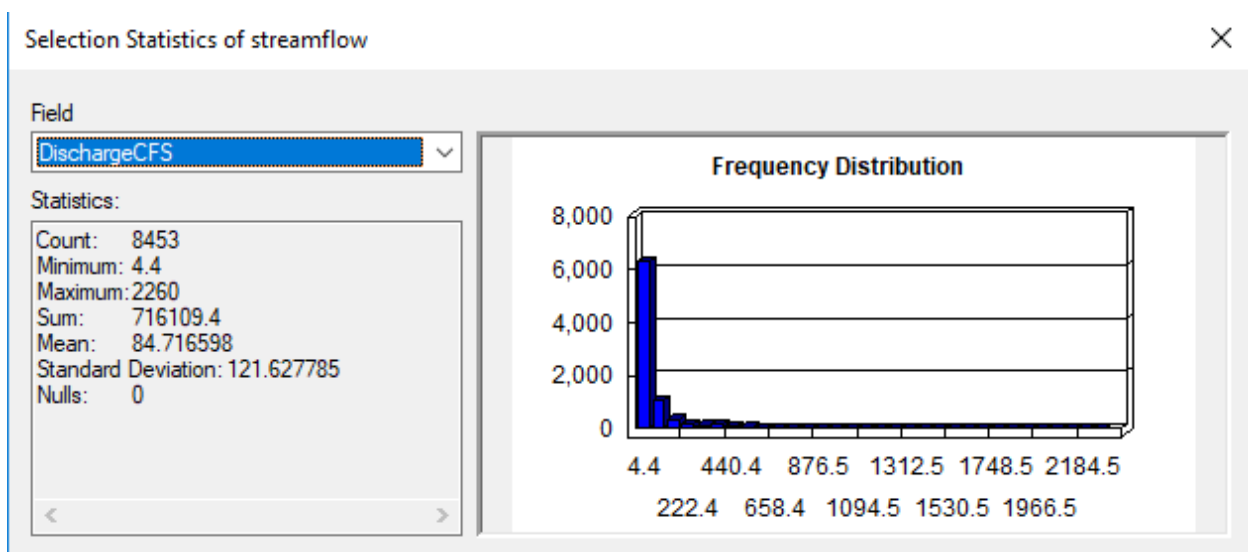 Selection Statistics of streamflow
Field
DischargeCFS
Statistics:
Count: 8453
Minimum: 4.4
Maximum: 2260
Sum: 716109.4
Mean: 84.716598
Standard Deviation: 121.627785
Nulls: 0
Frequency Distribution
8,000
6,000
4,000
2,000
0
4.4 440.4 876.5 1312.5 1748.5 2184.5
222.4 658.4 1094.5 1530.5 1966.5